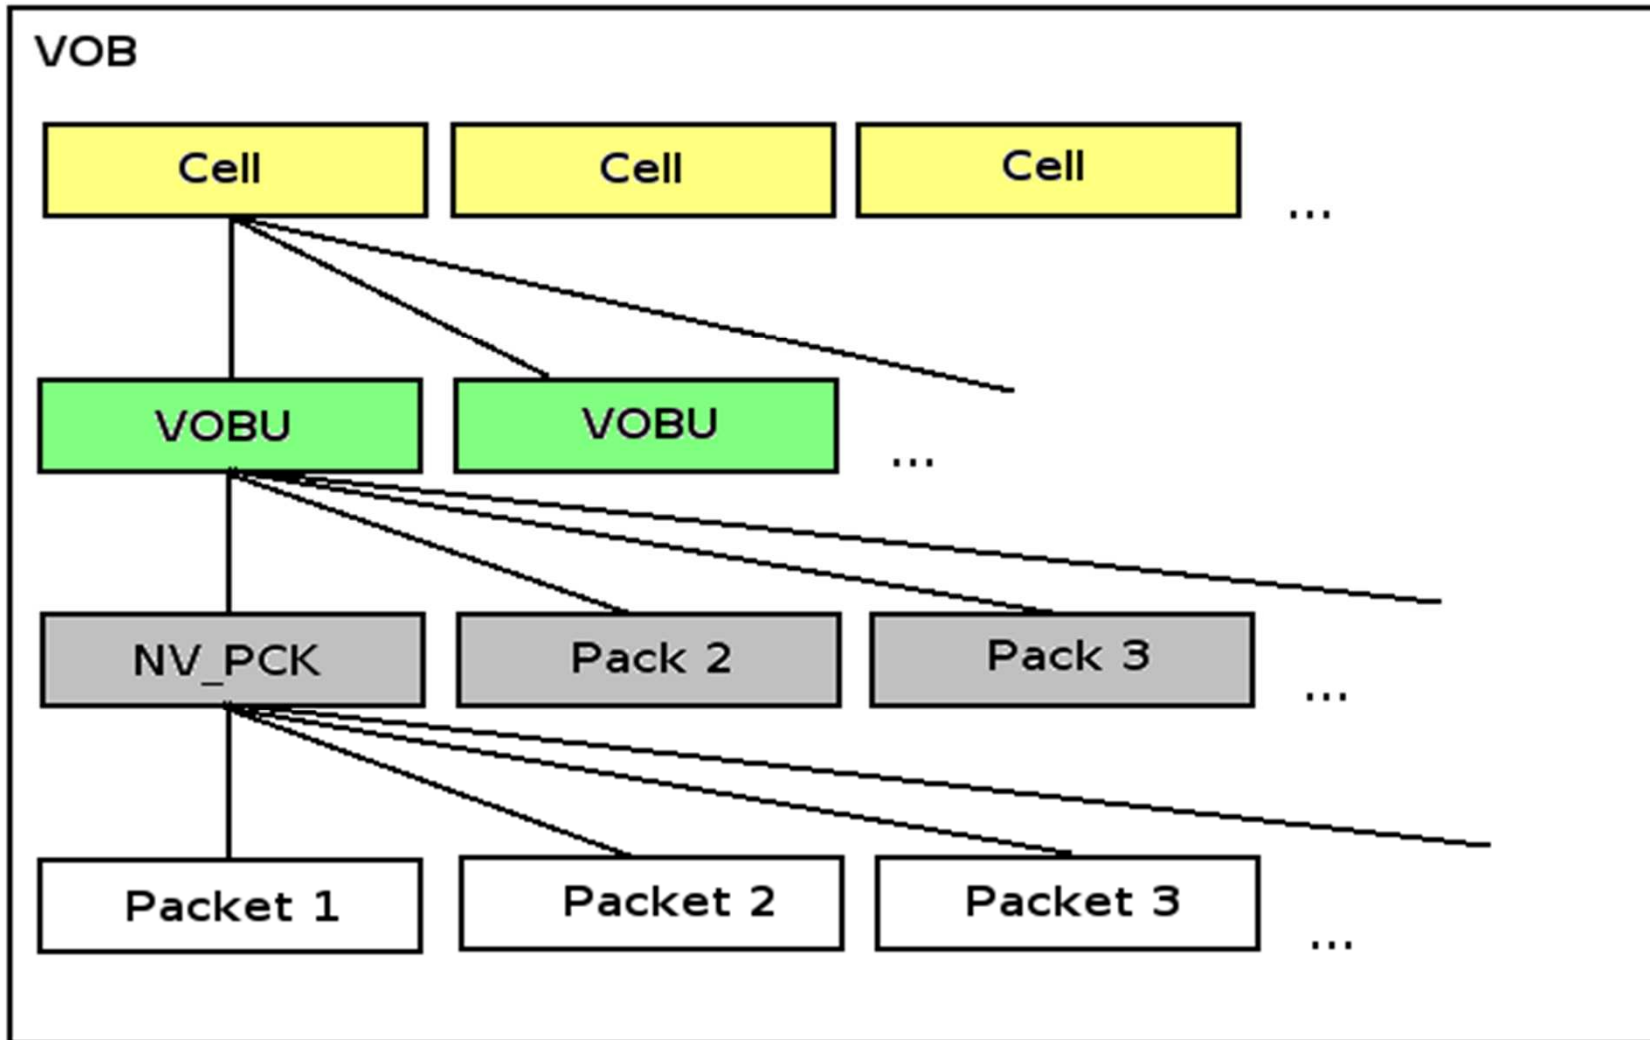 VOB
Cell Cell Cell ...
VOBU VOBU ...
NV_PCK Pack 2 Pack 3 ...
Packet 1 Packet 2 Packet 3 ...